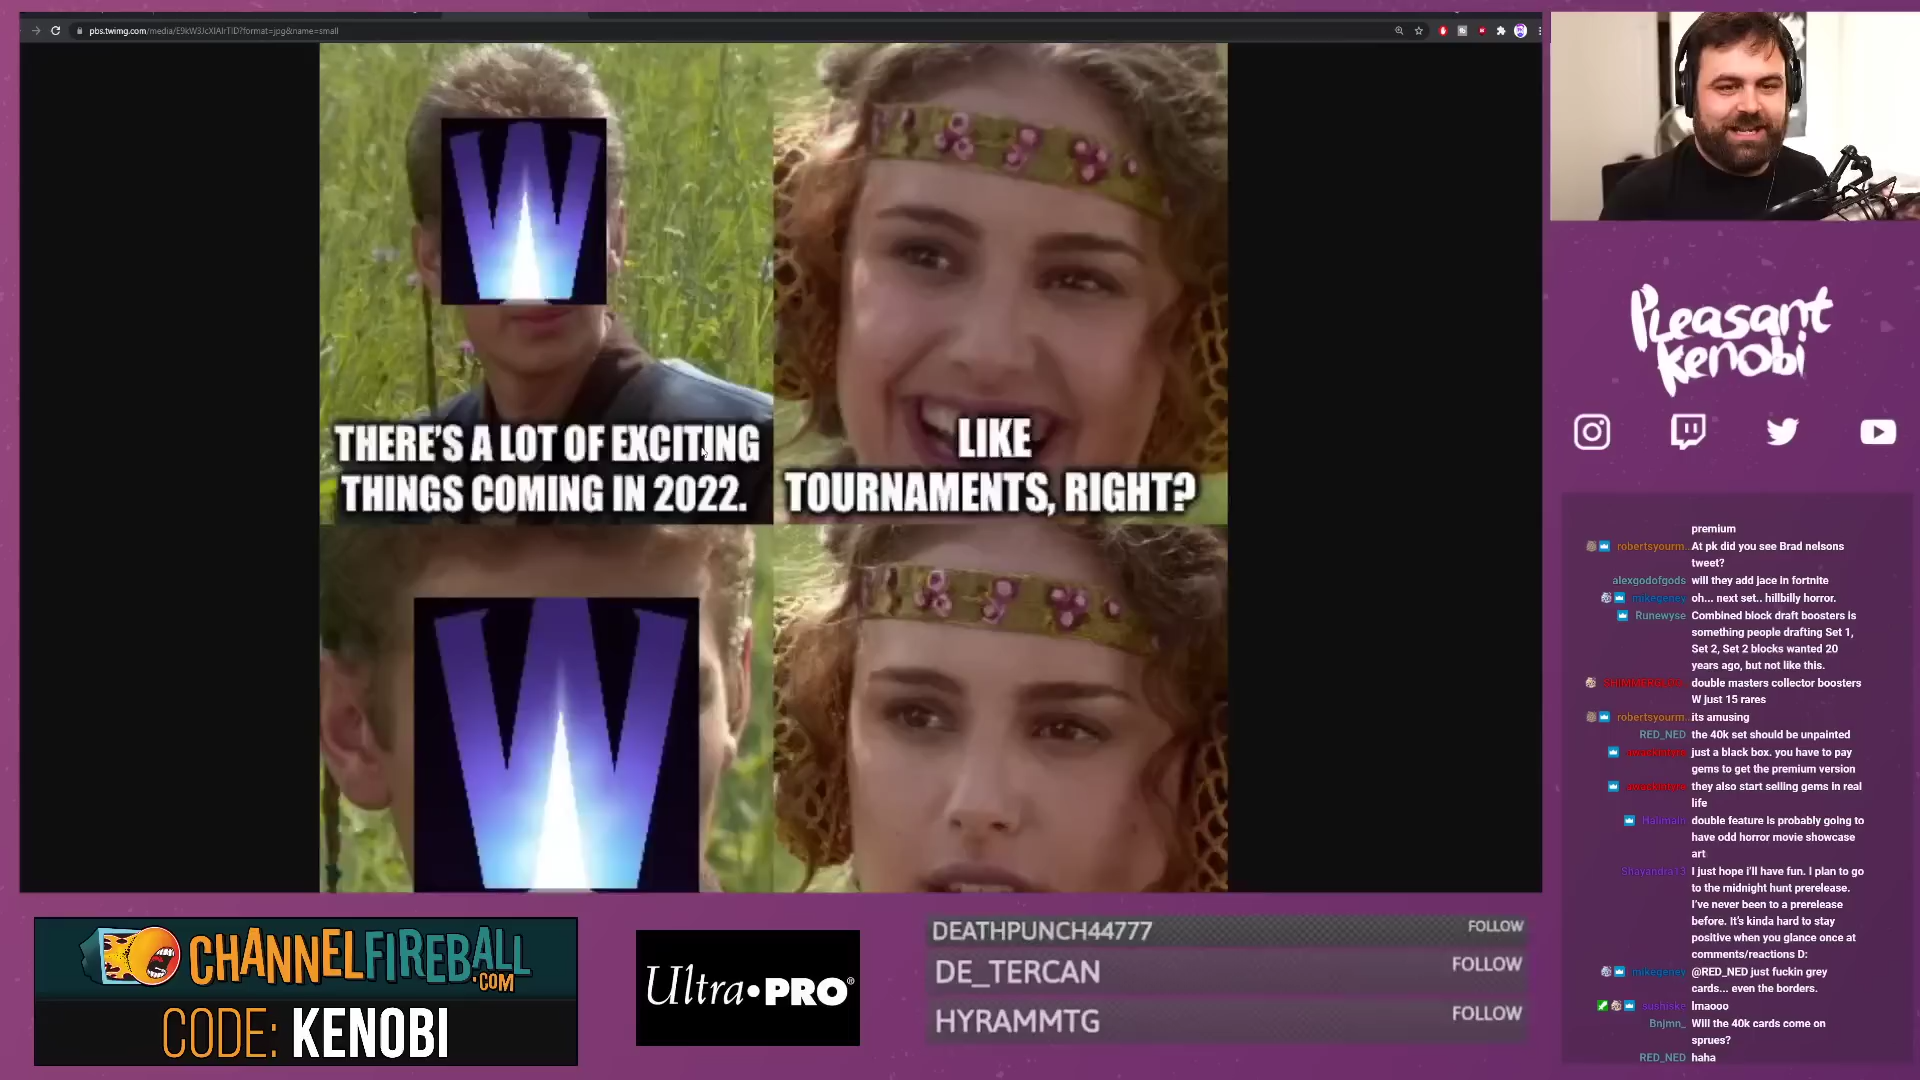 pbs.twimg.com/media/E9kW3JcXIAIrTlD?format=jpg&name=small
THERE'S A LOT OF EXCITING
THINGS COMING IN 2022.
LIKE
TOURNAMENTS, RIGHT?
Pleasant
Kenobi
premium
robertsyourm.. At pk did you see Brad nelsons
tweet?
alexgodofgods will they add jace in fortnite
mikeqeney oh... next set.. hillbilly horror.
Runewyse Combined block draft boosters is
something people drafting Set 1,
Set 2, Set 2 blocks wanted 20
years ago, but not like this.
double masters collector boosters
W just 15 rares
robertsyourm.. its amusing
RED_NED the 40k set should be unpainted
just a black box. you have to pay
gems to get the premium version
they also start selling gems in real
life
Halimain double feature is probably going to
have odd horror movie showcase
art
Shayandra13 I just hope i'll have fun. I plan to go
to the midnight hunt prerelease.
I've never been to a prerelease
before. It's kinda hard to stay
positive when you glance once at
comments/reactions D:
mikeqeney @RED_NED just fuckin grey
cards... even the borders.
sushiske lmaooo
Bnjmn_ Will the 40k cards come on
sprues?
RED_NED haha
CHANNELFIREBALL
.COM
CODE: KENOBI
Ultra•PRO®
DEATHPUNCH44777 FOLLOW
DE_TERCAN FOLLOW
HYRAMMTG FOLLOW